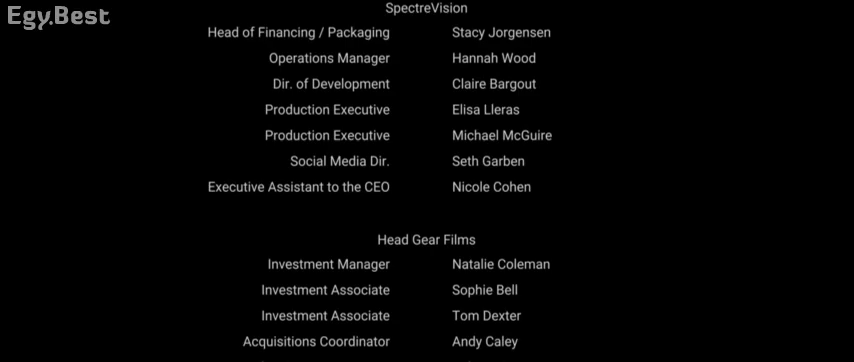 Egy.Best
SpectreVision
Head of Financing / Packaging Stacy Jorgensen
Operations Manager Hannah Wood
Dir. of Development Claire Bargout
Production Executive Elisa Lleras
Production Executive Michael McGuire
Social Media Dir. Seth Garben
Executive Assistant to the CEO Nicole Cohen
Head Gear Films
Investment Manager Natalie Coleman
Investment Associate Sophie Bell
Investment Associate Tom Dexter
Acquisitions Coordinator Andy Caley